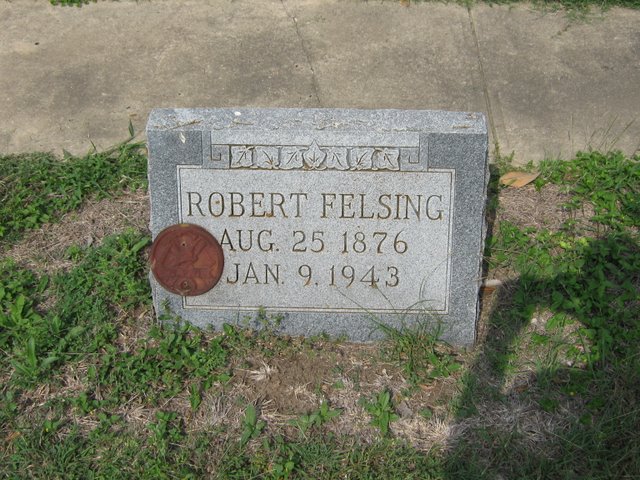 ROBERT FELSING
AUG. 25 1876
JAN. 9. 1943